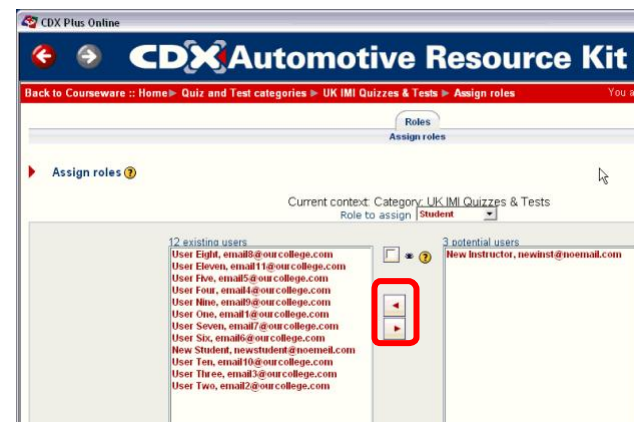 CDX Plus Online
CDX Automotive Resource Kit
Back to Courseware :: Home ► Quiz and Test categories ► UK IMI Quizzes & Tests ► Assign roles You a
Roles
Assign roles
Assign roles
Current context: Category: UK IMI Quizzes & Tests
Role to assign Student
12 existing users
3 potential users
User Eight, email8@ourcollege.com
New Instructor, newinst@noemail.com
User Eleven, email11@ourcollege.com
User Five, email5@ourcollege.com
User Four, email4@ourcollege.com
User Nine, email9@ourcollege.com
User One, email1@ourcollege.com
User Seven, email7@ourcollege.com
User Six, email6@ourcollege.com
New Student, newstudent@noemeil.com
User Ten, email10@ourcollege.com
User Three, email3@ourcollege.com
User Two, email2@ourcollege.com